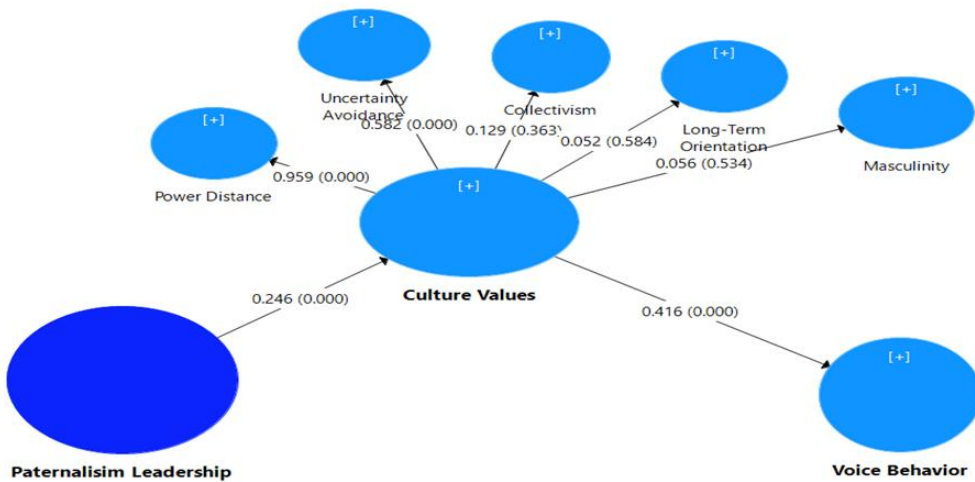 [+]
Uncertainty
Avoidance
0.582 (0.000)
[+]
Collectivism
0.129 (0.363)
[+]
Long-Term
Orientation
0.052 (0.584)
[+]
Masculinity
0.056 (0.534)
[+]
Power Distance
0.959 (0.000)
[+]
Culture Values
0.246 (0.000)
0.416 (0.000)
Paternalisim Leadership
[+]
Voice Behavior